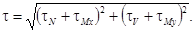 τ = √((τ_N + τ_Mx)² + (τ_V + τ_My)²).